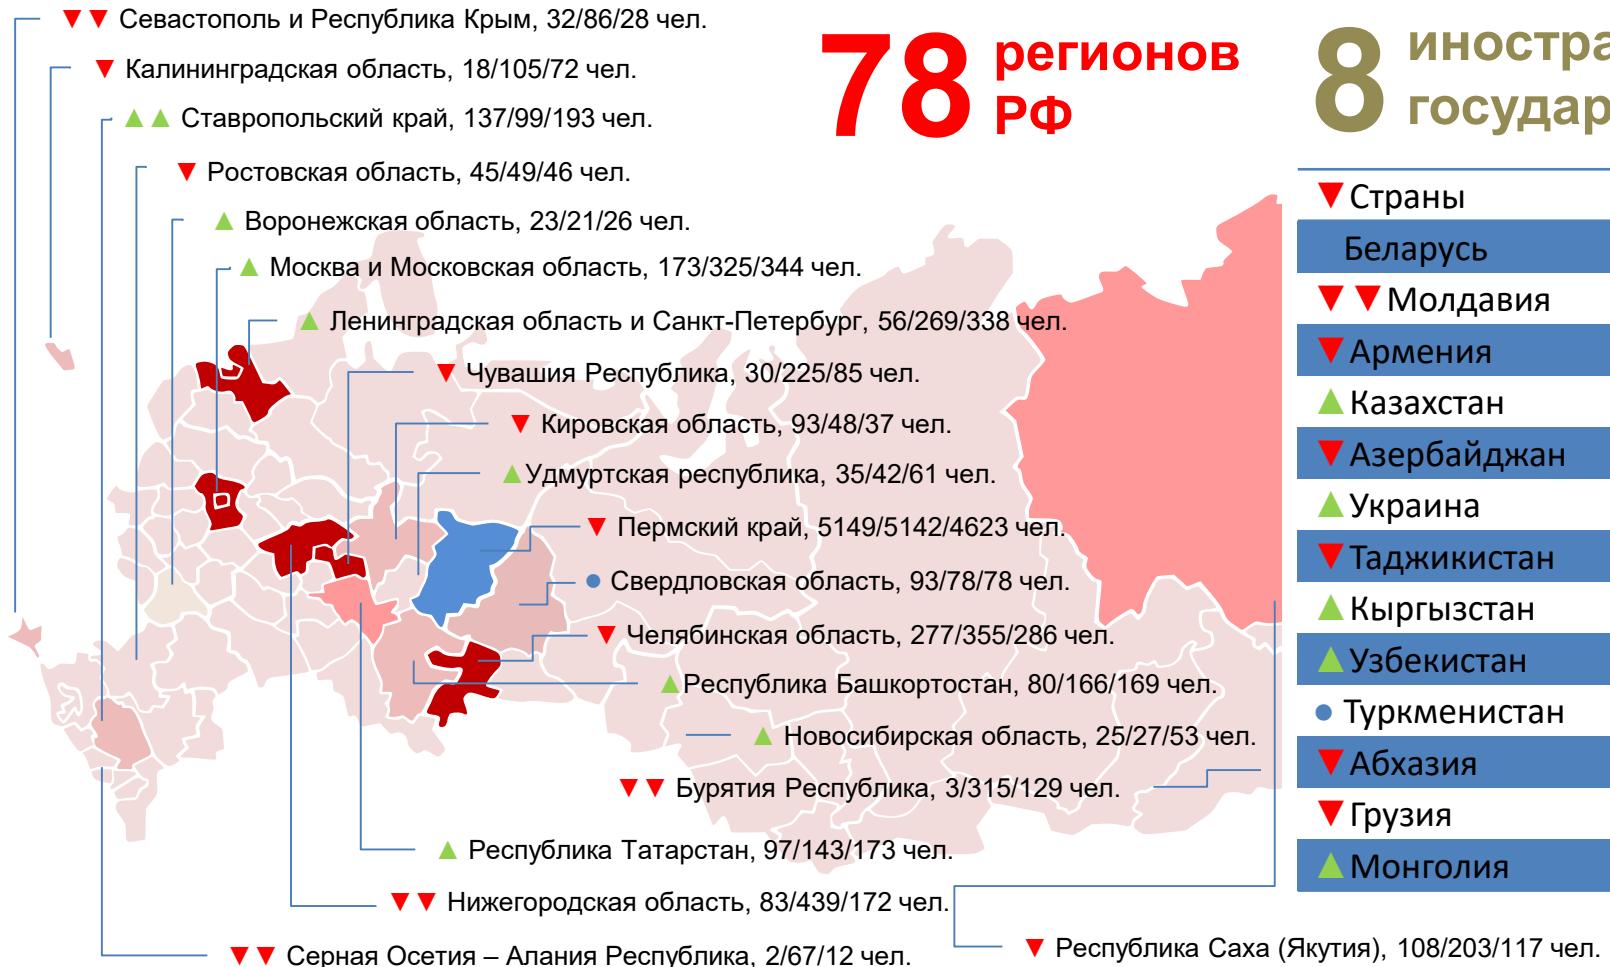 ▼▼ Севастополь и Республика Крым, 32/86/28 чел.
▼ Калининградская область, 18/105/72 чел.
▲▲ Ставропольский край, 137/99/193 чел.
▼ Ростовская область, 45/49/46 чел.
▲ Воронежская область, 23/21/26 чел.
▲ Москва и Московская область, 173/325/344 чел.
▲ Ленинградская область и Санкт-Петербург, 56/269/338 чел.
▼ Чувашия Республика, 30/225/85 чел.
▼ Кировская область, 93/48/37 чел.
▲Удмуртская республика, 35/42/61 чел.
▼ Пермский край, 5149/5142/4623 чел.
● Свердловская область, 93/78/78 чел.
▼ Челябинская область, 277/355/286 чел.
▲Республика Башкортостан, 80/166/169 чел.
▲ Новосибирская область, 25/27/53 чел.
▼▼ Бурятия Республика, 3/315/129 чел.
▲ Республика Татарстан, 97/143/173 чел.
▼▼ Нижегородская область, 83/439/172 чел.
▼▼ Серная Осетия – Алания Республика, 2/67/12 чел.
▼ Республика Саха (Якутия), 108/203/117 чел.
78 регионов
РФ
8 иностра
государ
▼Страны
Беларусь
▼▼Молдавия
▼Армения
▲Казахстан
▼Азербайджан
▲Украина
▼Таджикистан
▲Кыргызстан
▲Узбекистан
● Туркменистан
▼Абхазия
▼Грузия
▲Монголия